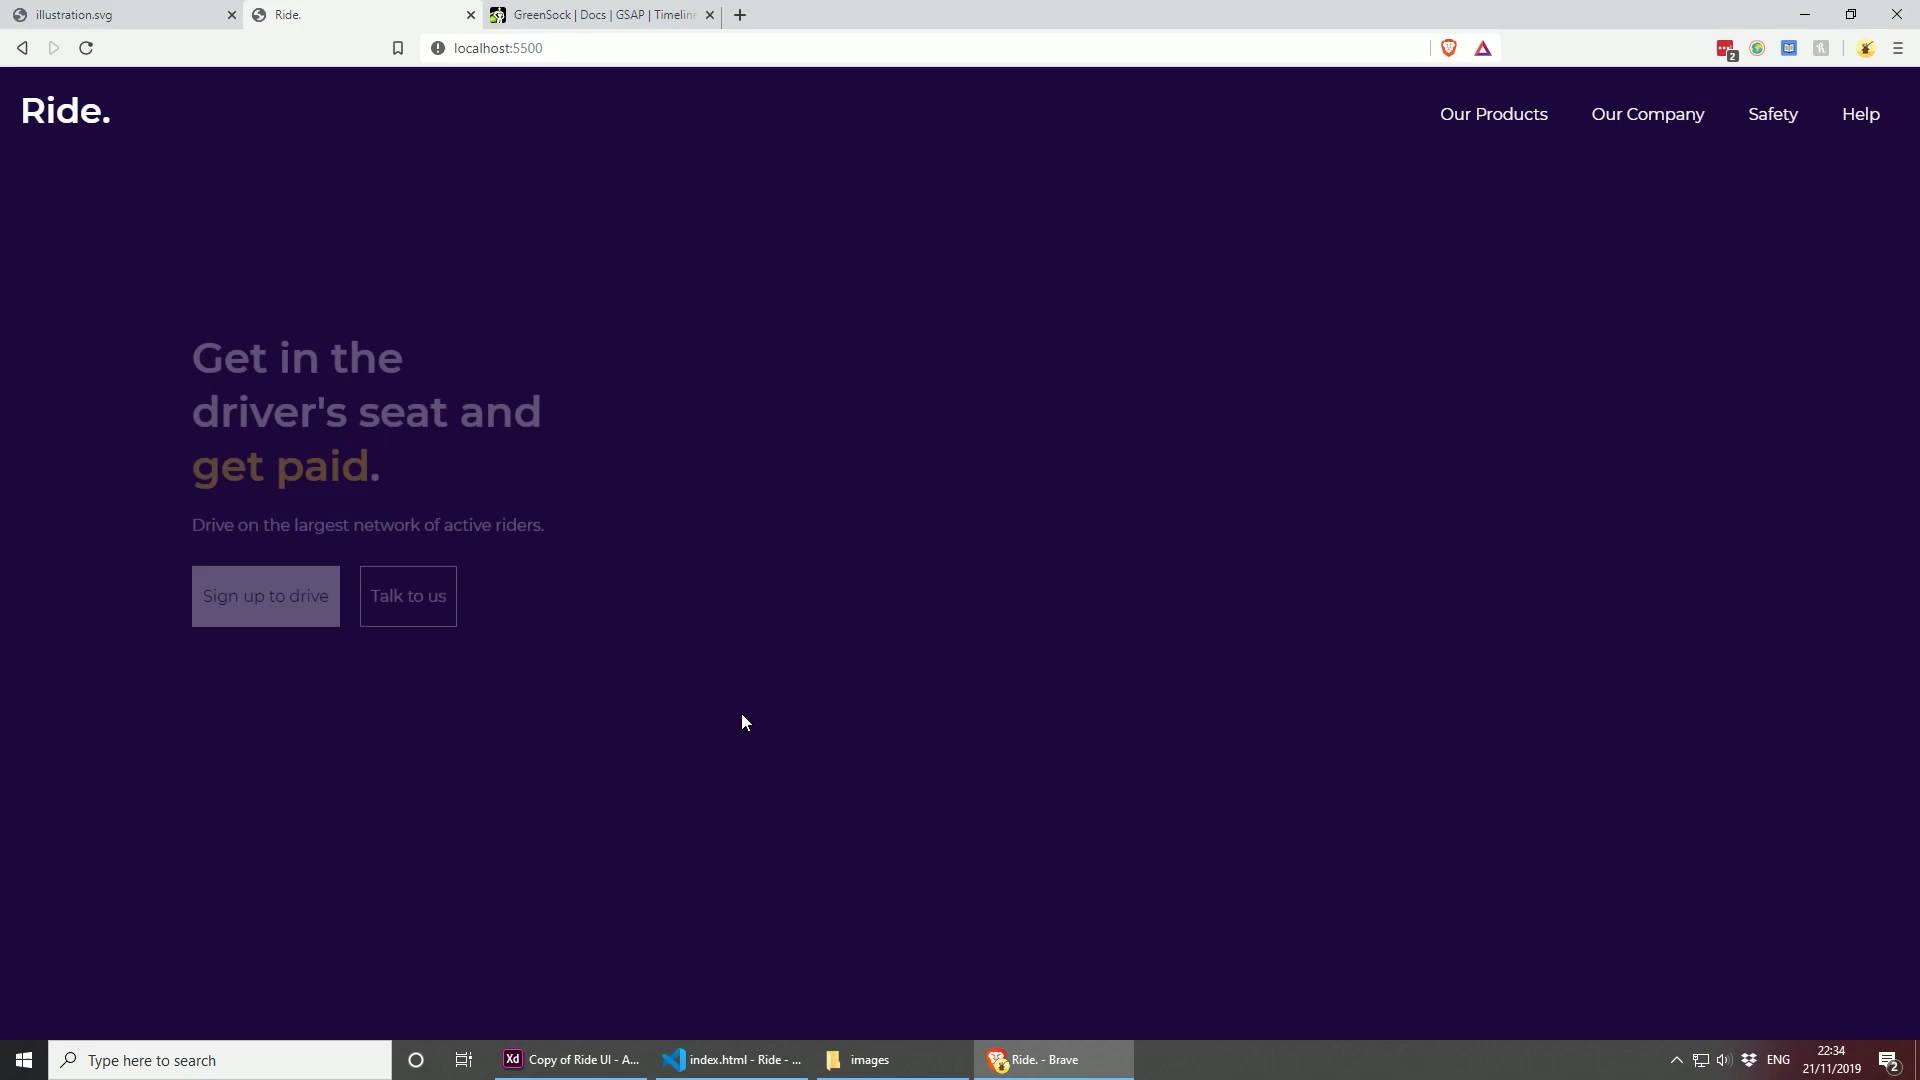 illustration.svg
Ride.
GreenSock | Docs | GSAP | Timeline
localhost:5500
2
Ride.
Our Products
Our Company
Safety
Help
Get in the
driver's seat and
get paid.
Drive on the largest network of active riders.
Sign up to drive
Talk to us
Type here to search
Xd
Copy of Ride UI - A...
index.html - Ride - ...
images
Ride. - Brave
ENG
22:34
21/11/2019
2